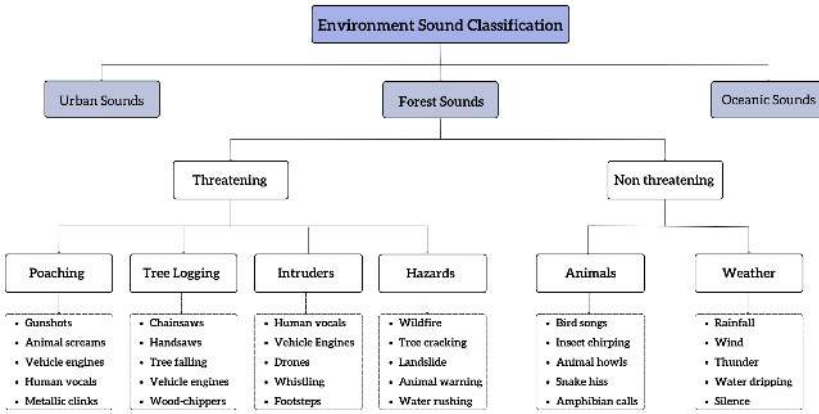 Environment Sound Classification
Urban Sounds
Forest Sounds
Oceanic Sounds
Threatening
Non threatening
Poaching
Tree Logging
Intruders
Hazards
Animals
Weather
• Gunshots
• Animal screams
• Vehicle engines
• Human vocals
• Metallic clinks
• Chainsaws
• Handsaws
• Tree falling
• Vehicle engines
• Wood-chippers
• Human vocals
• Vehicle Engines
• Drones
• Whistling
• Footsteps
• Wildfire
• Tree cracking
• Landslide
• Animal warning
• Water rushing
• Bird songs
• Insect chirping
• Animal howls
• Snake hiss
• Amphibian calls
• Rainfall
• Wind
• Thunder
• Water dripping
• Silence